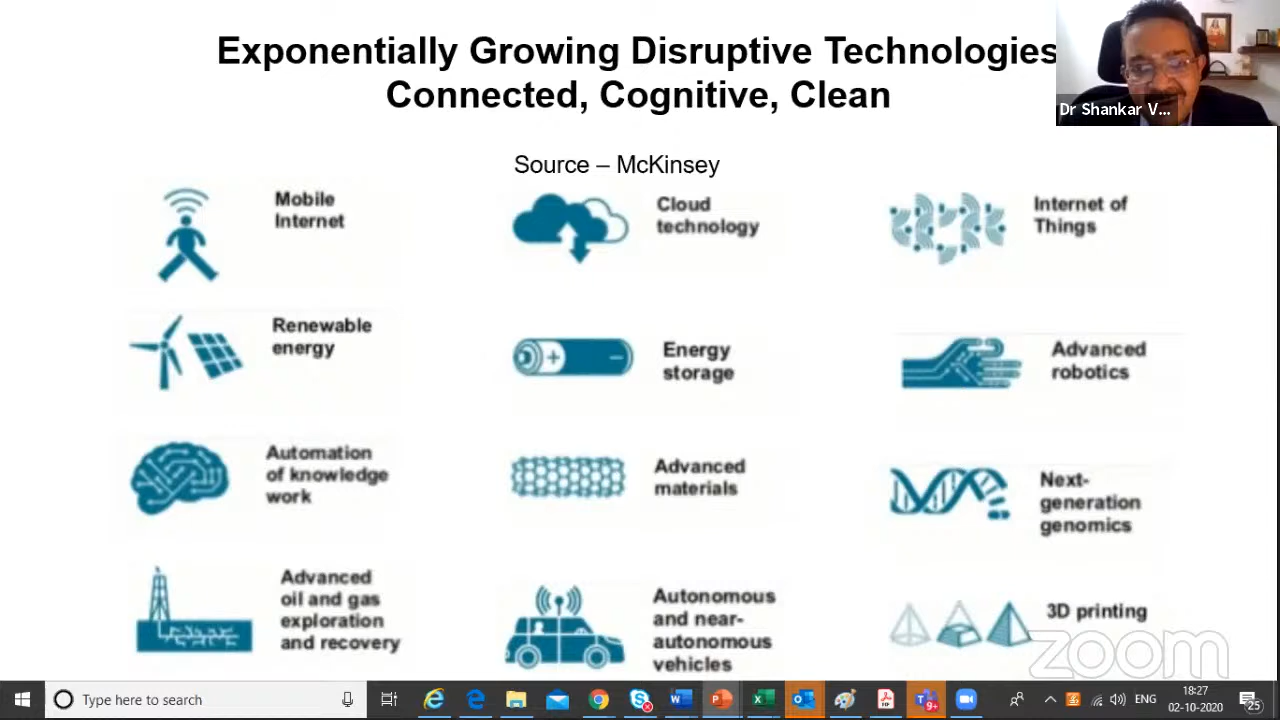 Exponentially Growing Disruptive Technologies
Connected, Cognitive, Clean
Dr Shankar V...
Source – McKinsey
Mobile
Internet
Cloud
technology
Internet of
Things
Renewable
energy
Energy
storage
Advanced
robotics
Automation
of knowledge
work
Advanced
materials
Next-
generation
genomics
Advanced
oil and gas
exploration
and recovery
Autonomous
and near-
autonomous
vehicles
3D printing
zoom
Type here to search
9+
ENG
18:27
02-10-2020
25